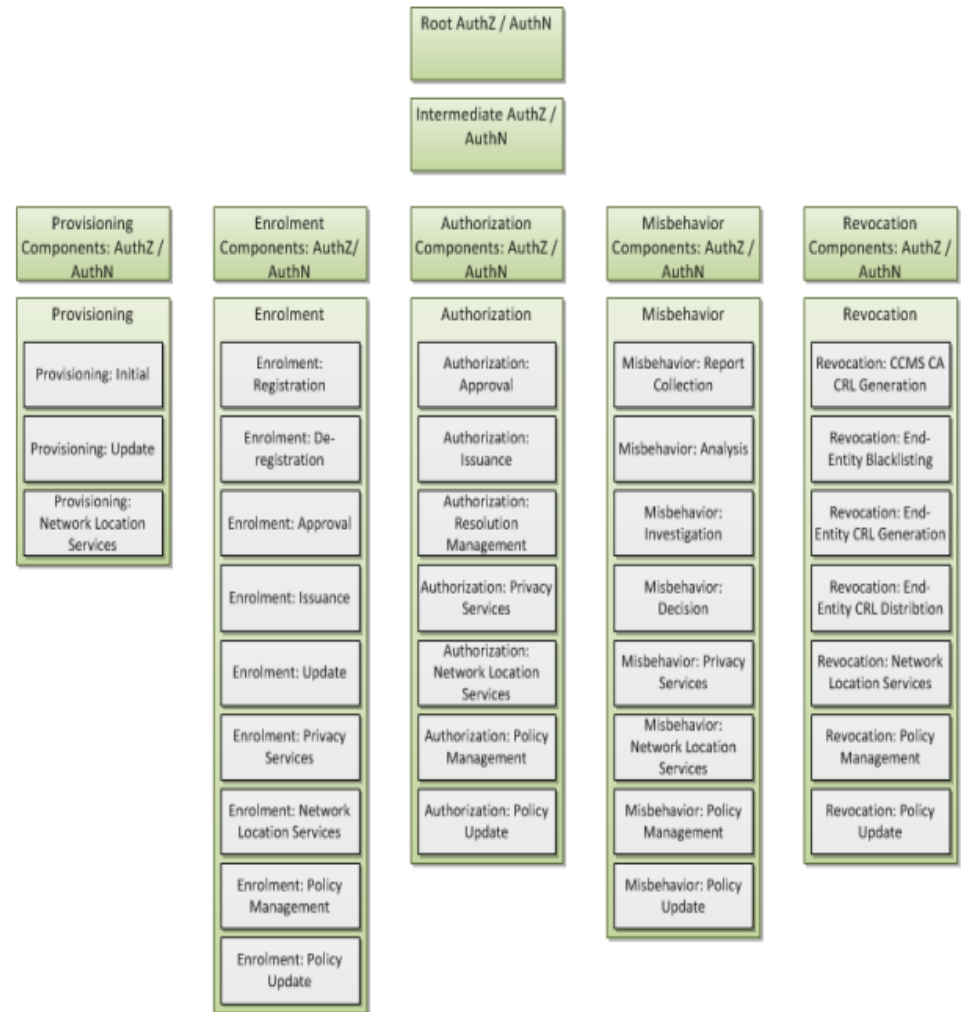 Root AuthZ / AuthN
Intermediate AuthZ /
AuthN
Provisioning
Components: AuthZ /
AuthN
Enrolment
Components: AuthZ/
AuthN
Authorization
Components: AuthZ /
AuthN
Misbehavior
Components: AuthZ /
AuthN
Revocation
Components: AuthZ /
AuthN
Provisioning
Provisioning: Initial
Provisioning: Update
Provisioning:
Network Location
Services
Enrolment
Enrolment:
Registration
Enrolment: De-
registration
Enrolment: Approval
Enrolment: Issuance
Enrolment: Update
Enrolment: Privacy
Services
Enrolment: Network
Location Services
Enrolment: Policy
Management
Enrolment: Policy
Update
Authorization
Authorization:
Approval
Authorization:
Issuance
Authorization:
Resolution
Management
Authorization: Privacy
Services
Authorization:
Network Location
Services
Authorization: Policy
Management
Authorization: Policy
Update
Misbehavior
Misbehavior: Report
Collection
Misbehavior: Analysis
Misbehavior:
Investigation
Misbehavior:
Decision
Misbehavior: Privacy
Services
Misbehavior:
Network Location
Services
Misbehavior: Policy
Management
Misbehavior: Policy
Update
Revocation
Revocation: CCMS CA
CRL Generation
Revocation: End-
Entity Blacklisting
Revocation: End-
Entity CRL Generation
Revocation: End-
Entity CRL Distribtion
Revocation: Network
Location Services
Revocation: Policy
Management
Revocation: Policy
Update